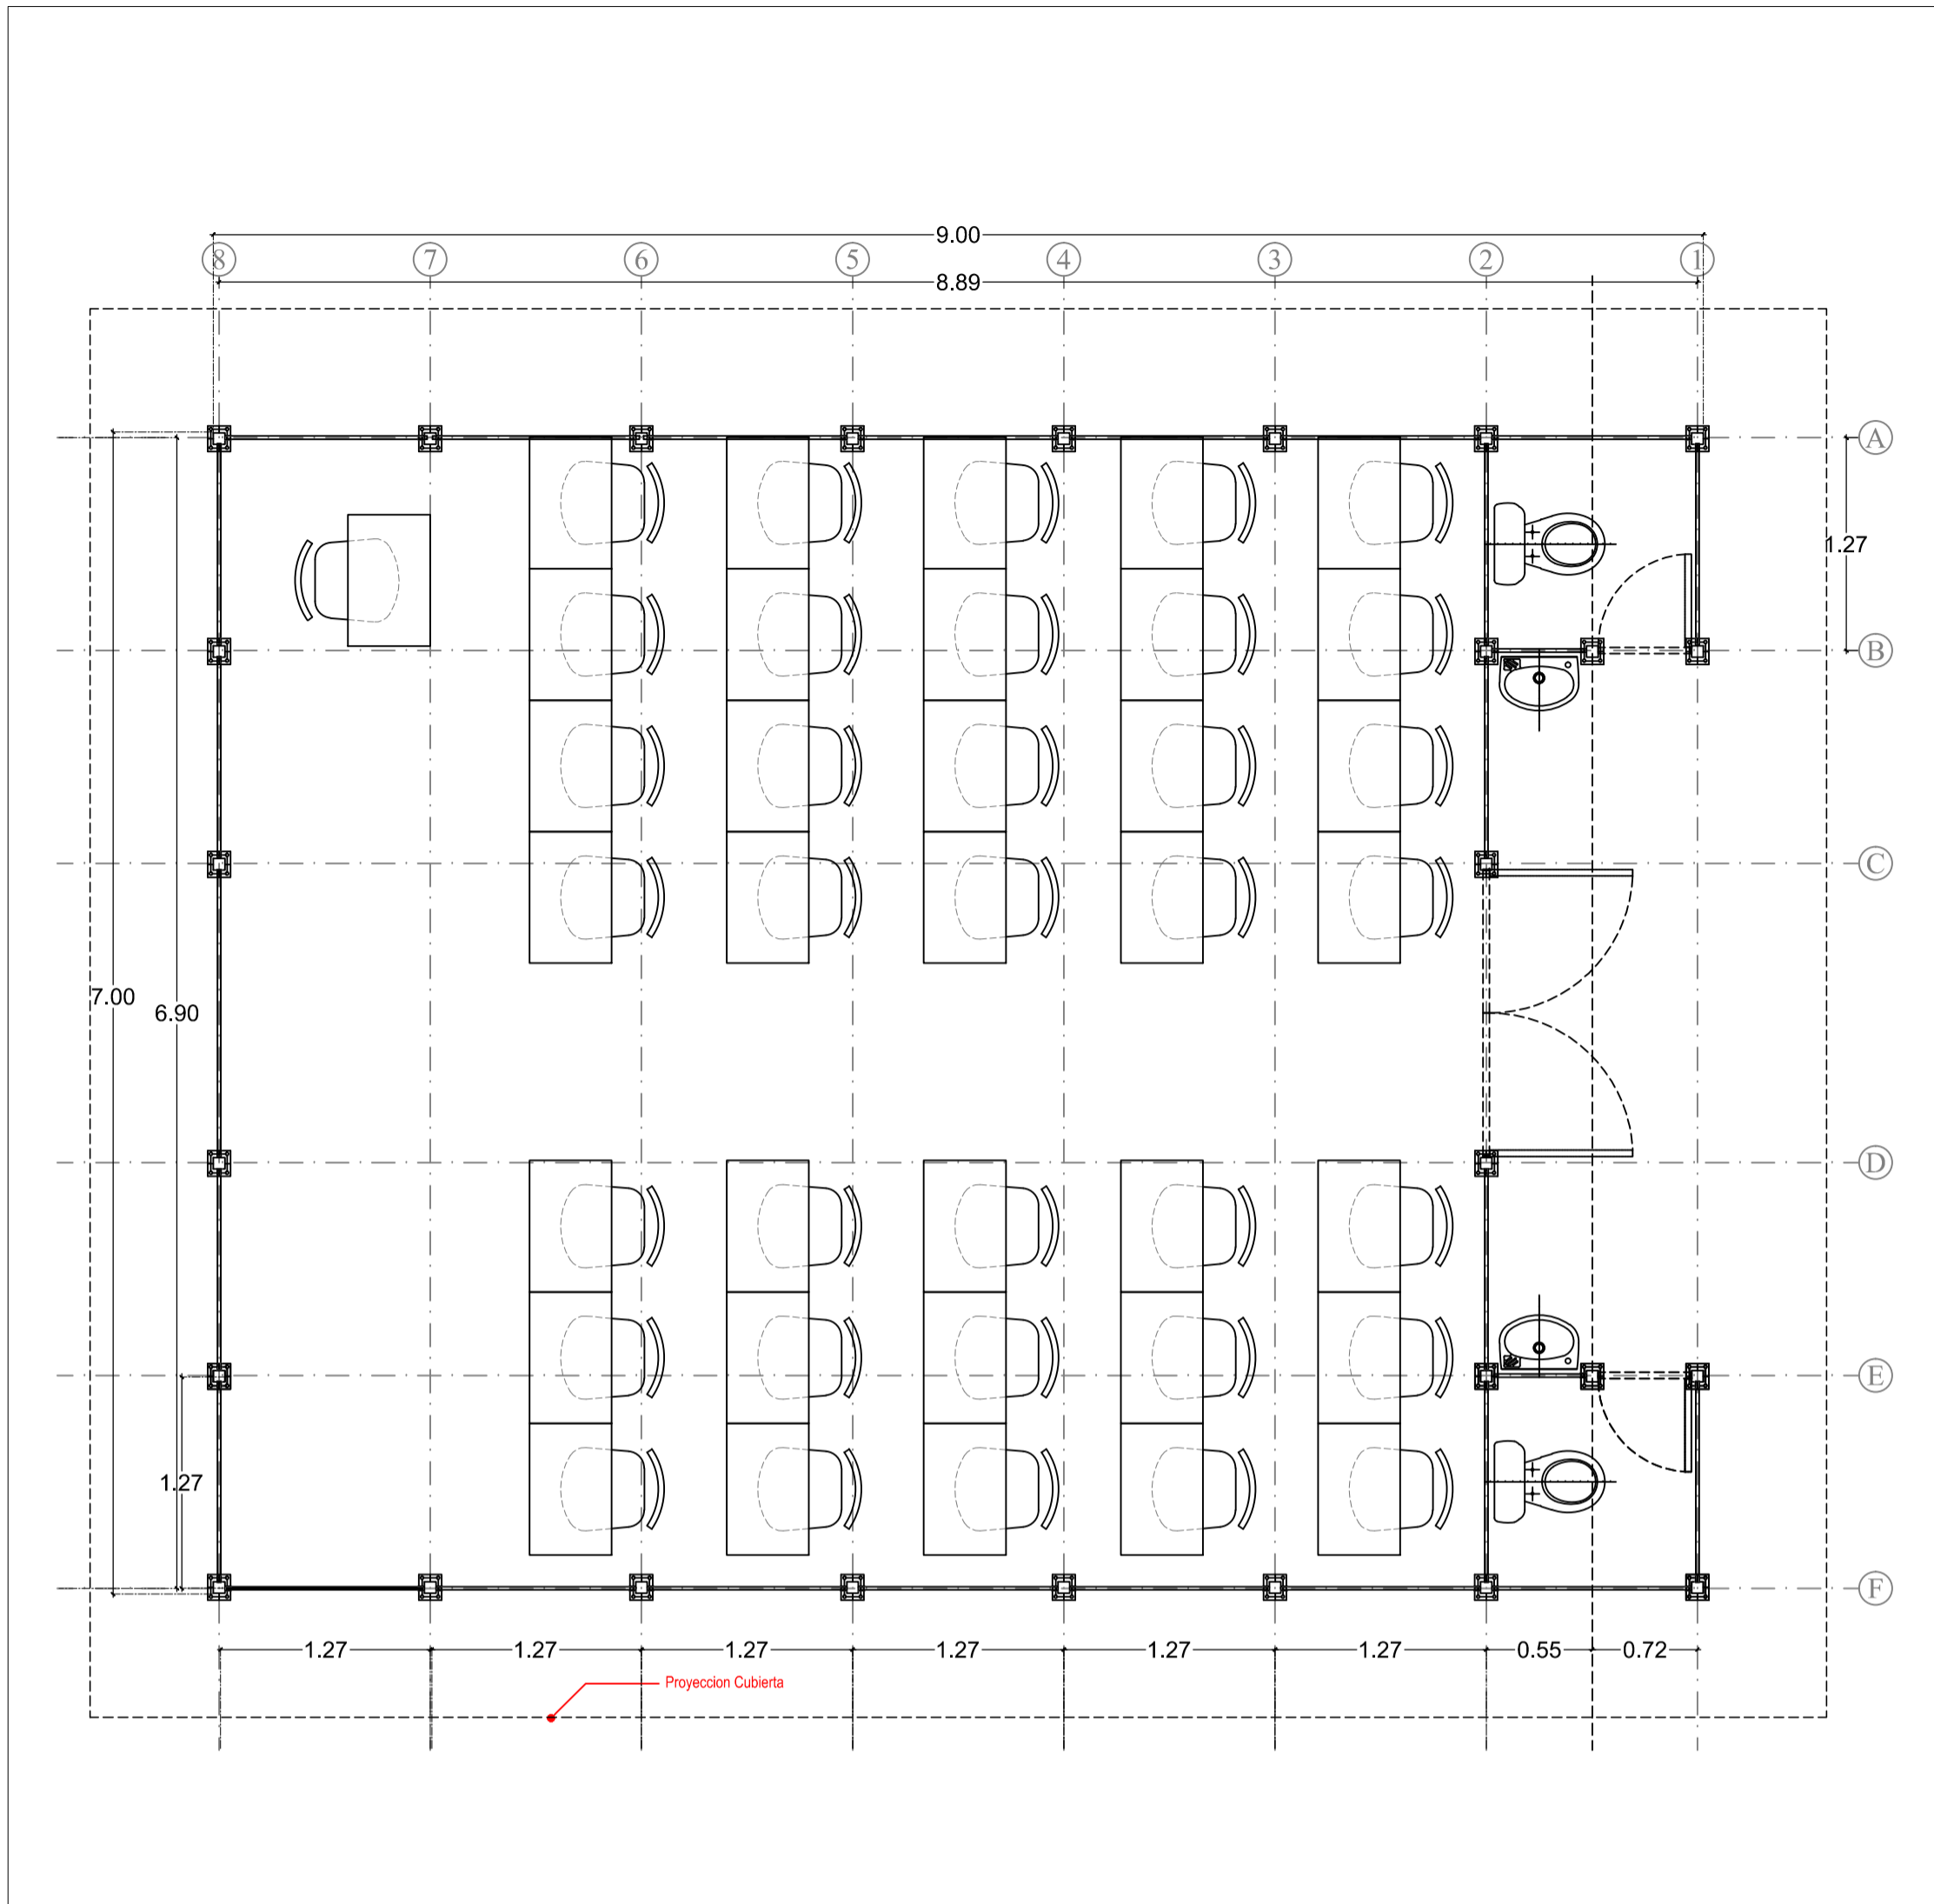 9.00
8 7 6 5 4 3 2 1
8.89
A
1.27
B
C
7.00
6.90
D
E
1.27
F
1.27 1.27 1.27 1.27 1.27 1.27 0.55 0.72
Proyeccion Cubierta